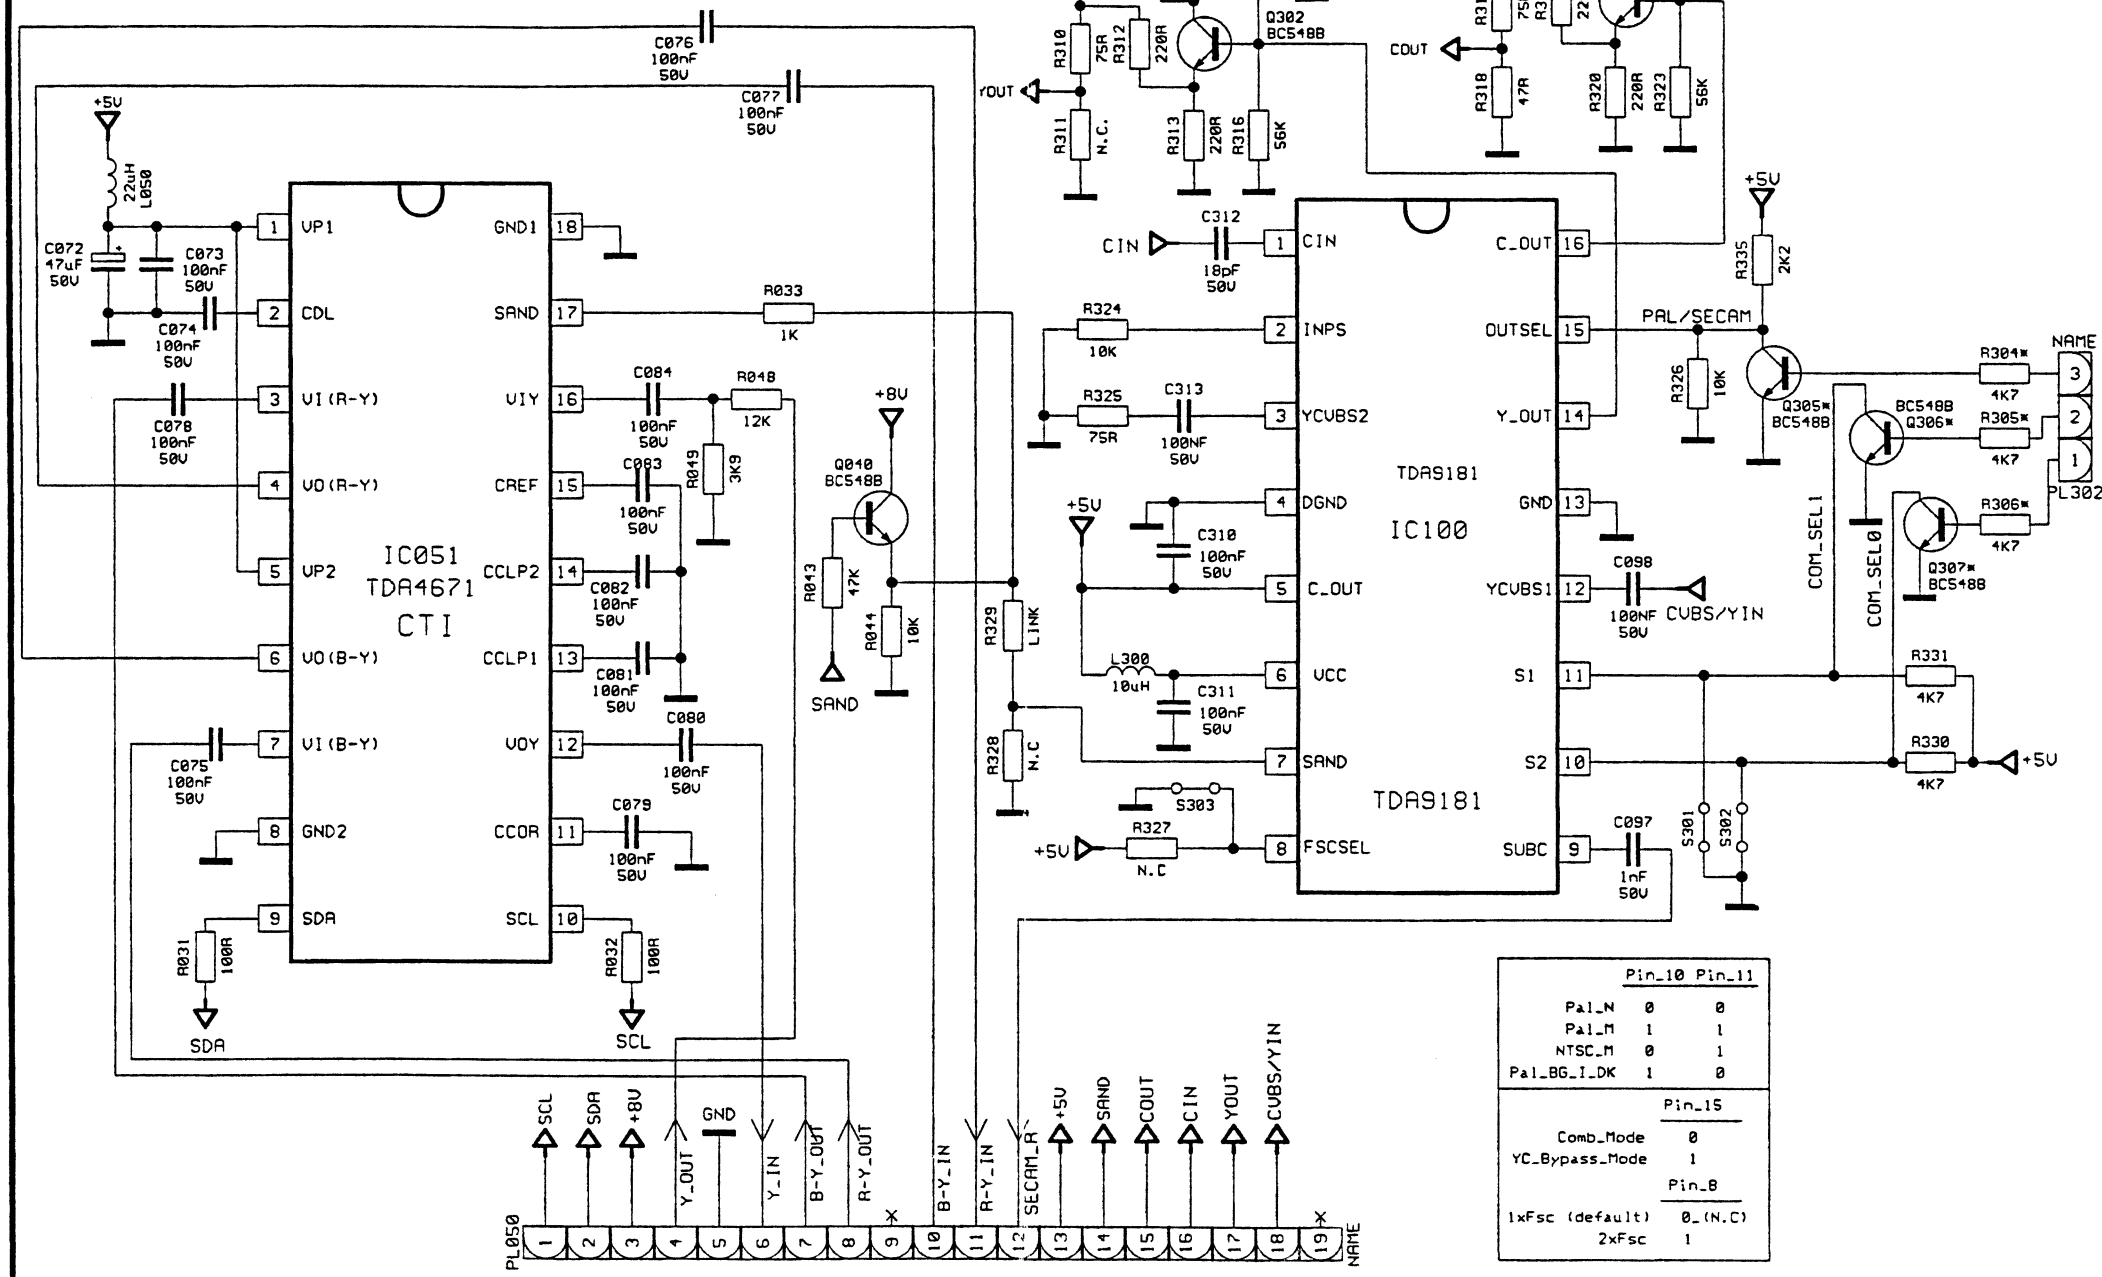 C076
100nF
50V
C077
100nF
50V
+5V
22uH
L050
C072
47uF
50V
+
C073
100nF
50V
C074
100nF
50V
C078
100nF
50V
C075
100nF
50V
1 VP1
2 CDL
3 VI(R-Y)
4 VO(R-Y)
5 VP2
6 VO(B-Y)
7 VI(B-Y)
8 GND2
9 SDA
GND1 18
SAND 17
VIY 16
CREF 15
CCLP2 14
CCLP1 13
VOY 12
CCOR 11
SCL 10
IC051
TDA4671
CTI
R031
100R
SDA
R032
100R
SCL
R033
1K
C084
100nF
50V
R048
12K
R049
3K9
C083
100nF
50V
C082
100nF
50V
C081
100nF
50V
C080
100nF
50V
C079
100nF
50V
+8V
Q040
BC548B
R043
47K
SAND
R044
10K
R329
LINK
R328
N.C
R310
75R
R312
220R
Q302
BC548B
YOUT
R311
N.C.
R313
220R
R316
56K
COUT
R318
47R
R320
220R
R323
56K
CIN
C312
18pF
50V
R324
10K
R325
75R
C313
100NF
50V
+5V
C310
100nF
50V
L300
10uH
C311
100nF
50V
S303
+5V
R327
N.C
1 CIN
2 INPS
3 YCVBS2
4 DGND
5 C_OUT
6 VCC
7 SAND
8 FSCSEL
C_OUT 16
OUTSEL 15
Y_OUT 14
GND 13
YCVBS1 12
S1 11
S2 10
SUBC 9
TDA9181
IC100
TDA9181
+5V
R335
2K2
PAL/SECAM
R326
10K
Q305*
BC548B
BC548B
Q306*
Q307*
BC548B
R304*
4K7
R305*
4K7
R306*
4K7
NAME
3
2
1
PL302
COM_SEL1
COM_SEL0
C098
100NF
50V
CVBS/YIN
R331
4K7
R330
4K7
+5V
S301
S302
C097
1nF
50V
Pin_10 Pin_11
Pal_N 0 0
Pal_M 1 1
NTSC_M 0 1
Pal_BG_I_DK 1 0
Pin_15
Comb_Mode 0
YC_Bypass_Mode 1
Pin_8
1xFsc (default) 0_(N.C)
2xFsc 1
SCL
SDA
+8V
Y_OUT
GND
Y_IN
B-Y_OUT
R-Y_OUT
B-Y_IN
R-Y_IN
SECAM_R
+5V
SAND
COUT
CIN
YOUT
CVBS/YIN
PL050
1 2 3 4 5 6 7 8 9 10 11 12 13 14 15 16 17 18 19
NAME